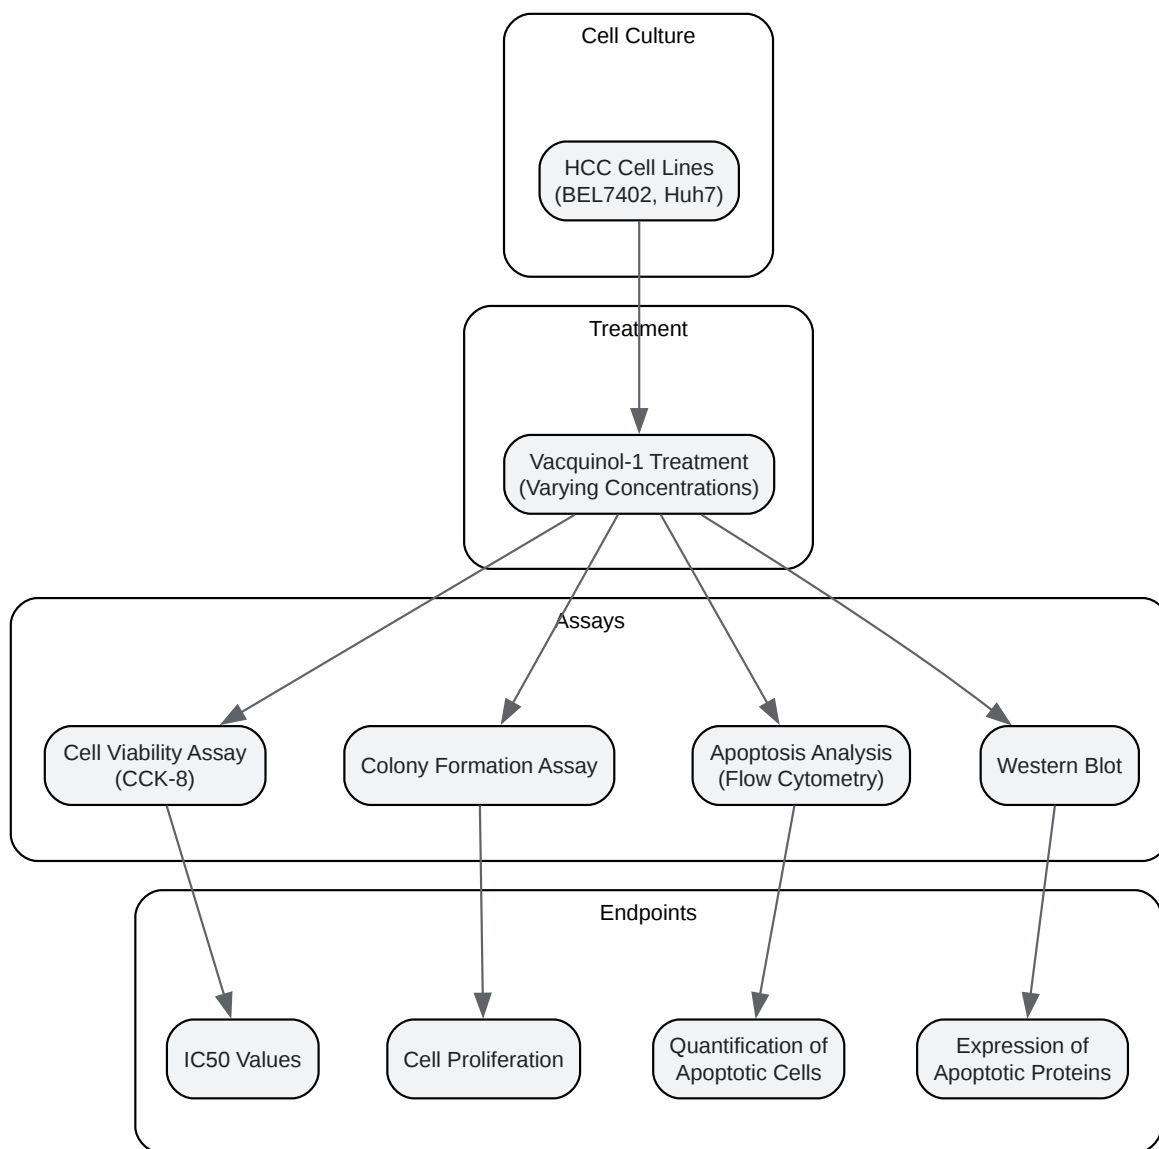 Cell Culture
HCC Cell Lines
(BEL7402, Huh7)
Treatment
Vacquinol-1 Treatment
(Varying Concentrations)
Assays
Cell Viability Assay
(CCK-8)
Colony Formation Assay
Apoptosis Analysis
(Flow Cytometry)
Western Blot
Endpoints
IC50 Values
Cell Proliferation
Quantification of
Apoptotic Cells
Expression of
Apoptotic Proteins